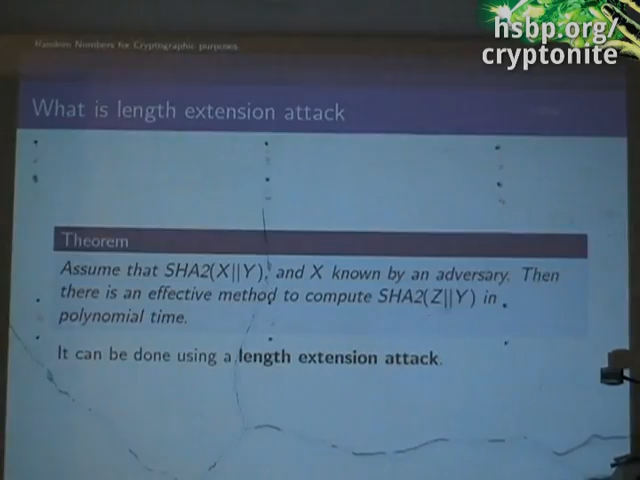 hsbp.org/
cryptonite
Random Numbers for Cryptographic purposes
What is length extension attack
Theorem
Assume that SHA2(X||Y), and X known by an adversary. Then
there is an effective method to compute SHA2(Z||Y) in
polynomial time.
It can be done using a length extension attack.